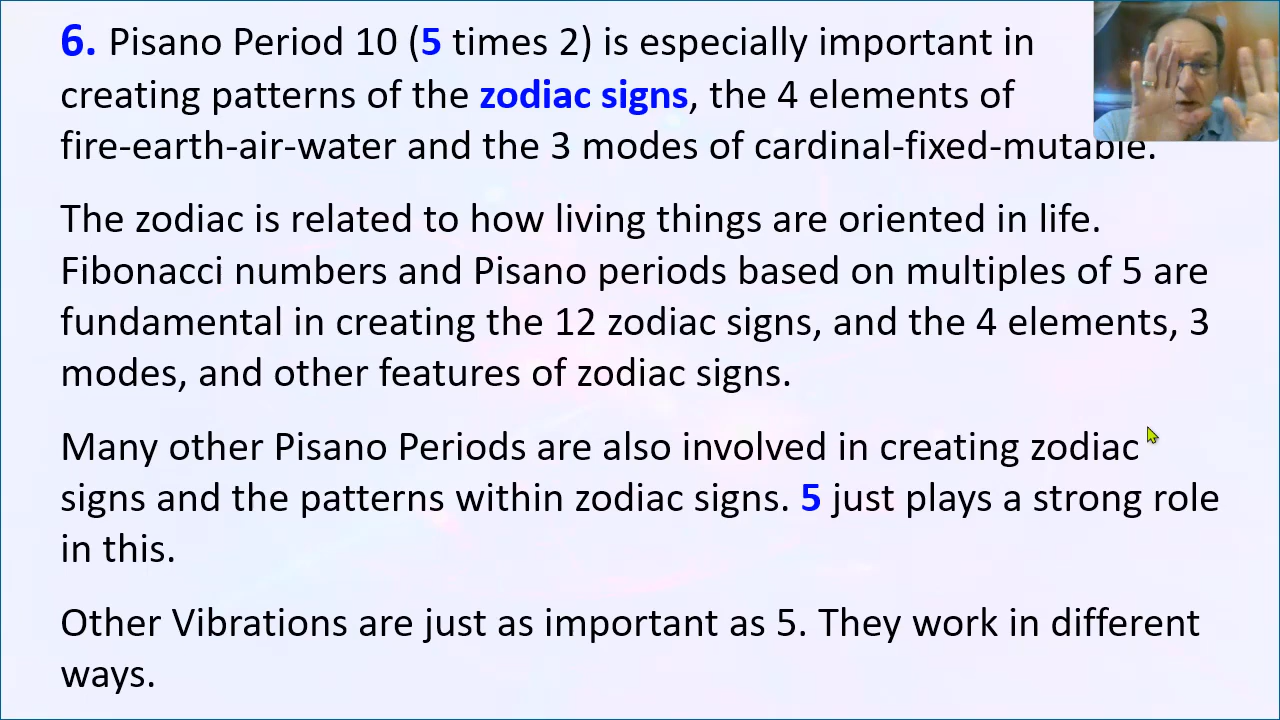 6. Pisano Period 10 (5 times 2) is especially important in
creating patterns of the zodiac signs, the 4 elements of
fire-earth-air-water and the 3 modes of cardinal-fixed-mutable.
The zodiac is related to how living things are oriented in life.
Fibonacci numbers and Pisano periods based on multiples of 5 are
fundamental in creating the 12 zodiac signs, and the 4 elements, 3
modes, and other features of zodiac signs.
Many other Pisano Periods are also involved in creating zodiac
signs and the patterns within zodiac signs. 5 just plays a strong role
in this.
Other Vibrations are just as important as 5. They work in different
ways.